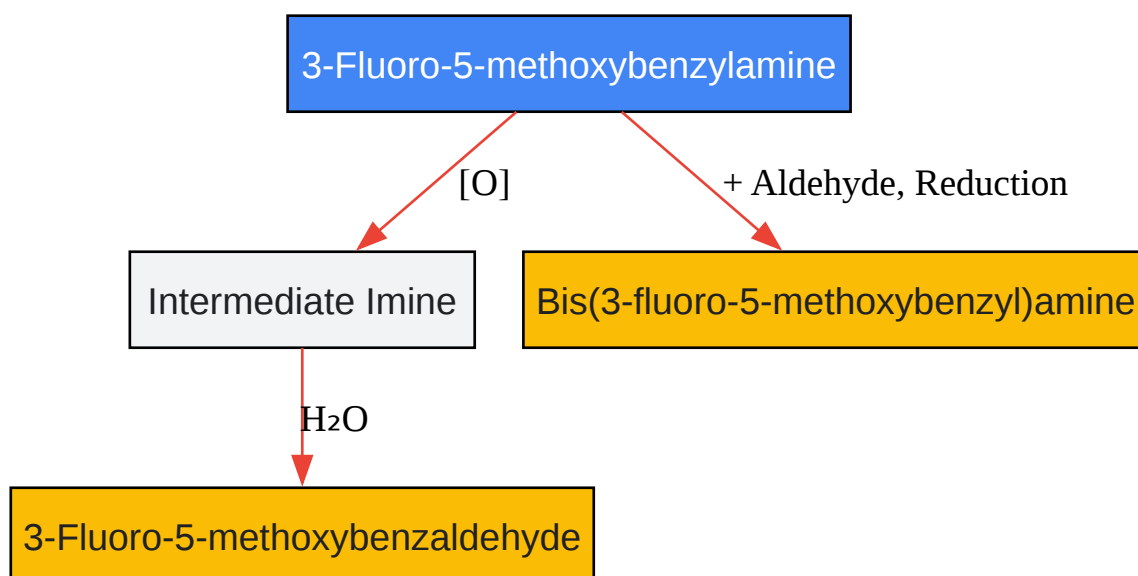 3-Fluoro-5-methoxybenzylamine
[O]
+ Aldehyde, Reduction
Intermediate Imine
Bis(3-fluoro-5-methoxybenzyl)amine
H₂O
3-Fluoro-5-methoxybenzaldehyde